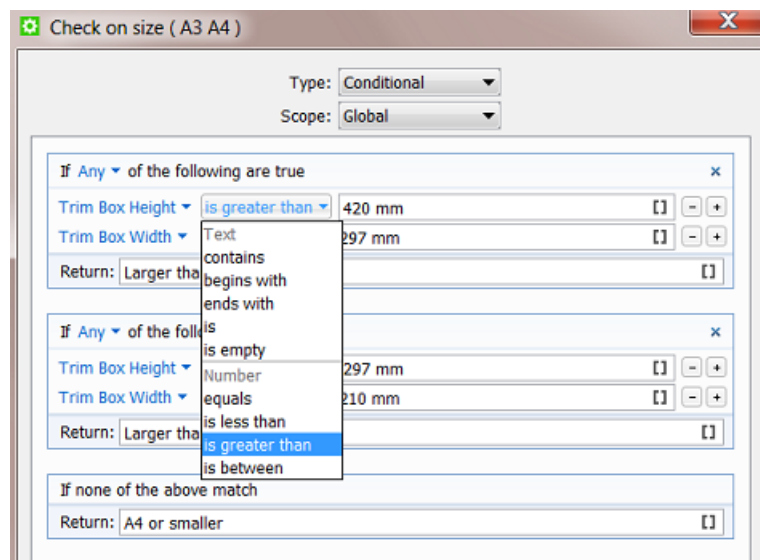 Check on size ( A3 A4 )
Type: Conditional
Scope: Global
If Any of the following are true
Trim Box Height is greater than 420 mm
Trim Box Width 297 mm
Return: Larger tha
Text
contains
begins with
ends with
is
is empty
Number
equals
is less than
is greater than
is between
If Any of the foll
Trim Box Height 297 mm
Trim Box Width 210 mm
Return: Larger tha
If none of the above match
Return: A4 or smaller